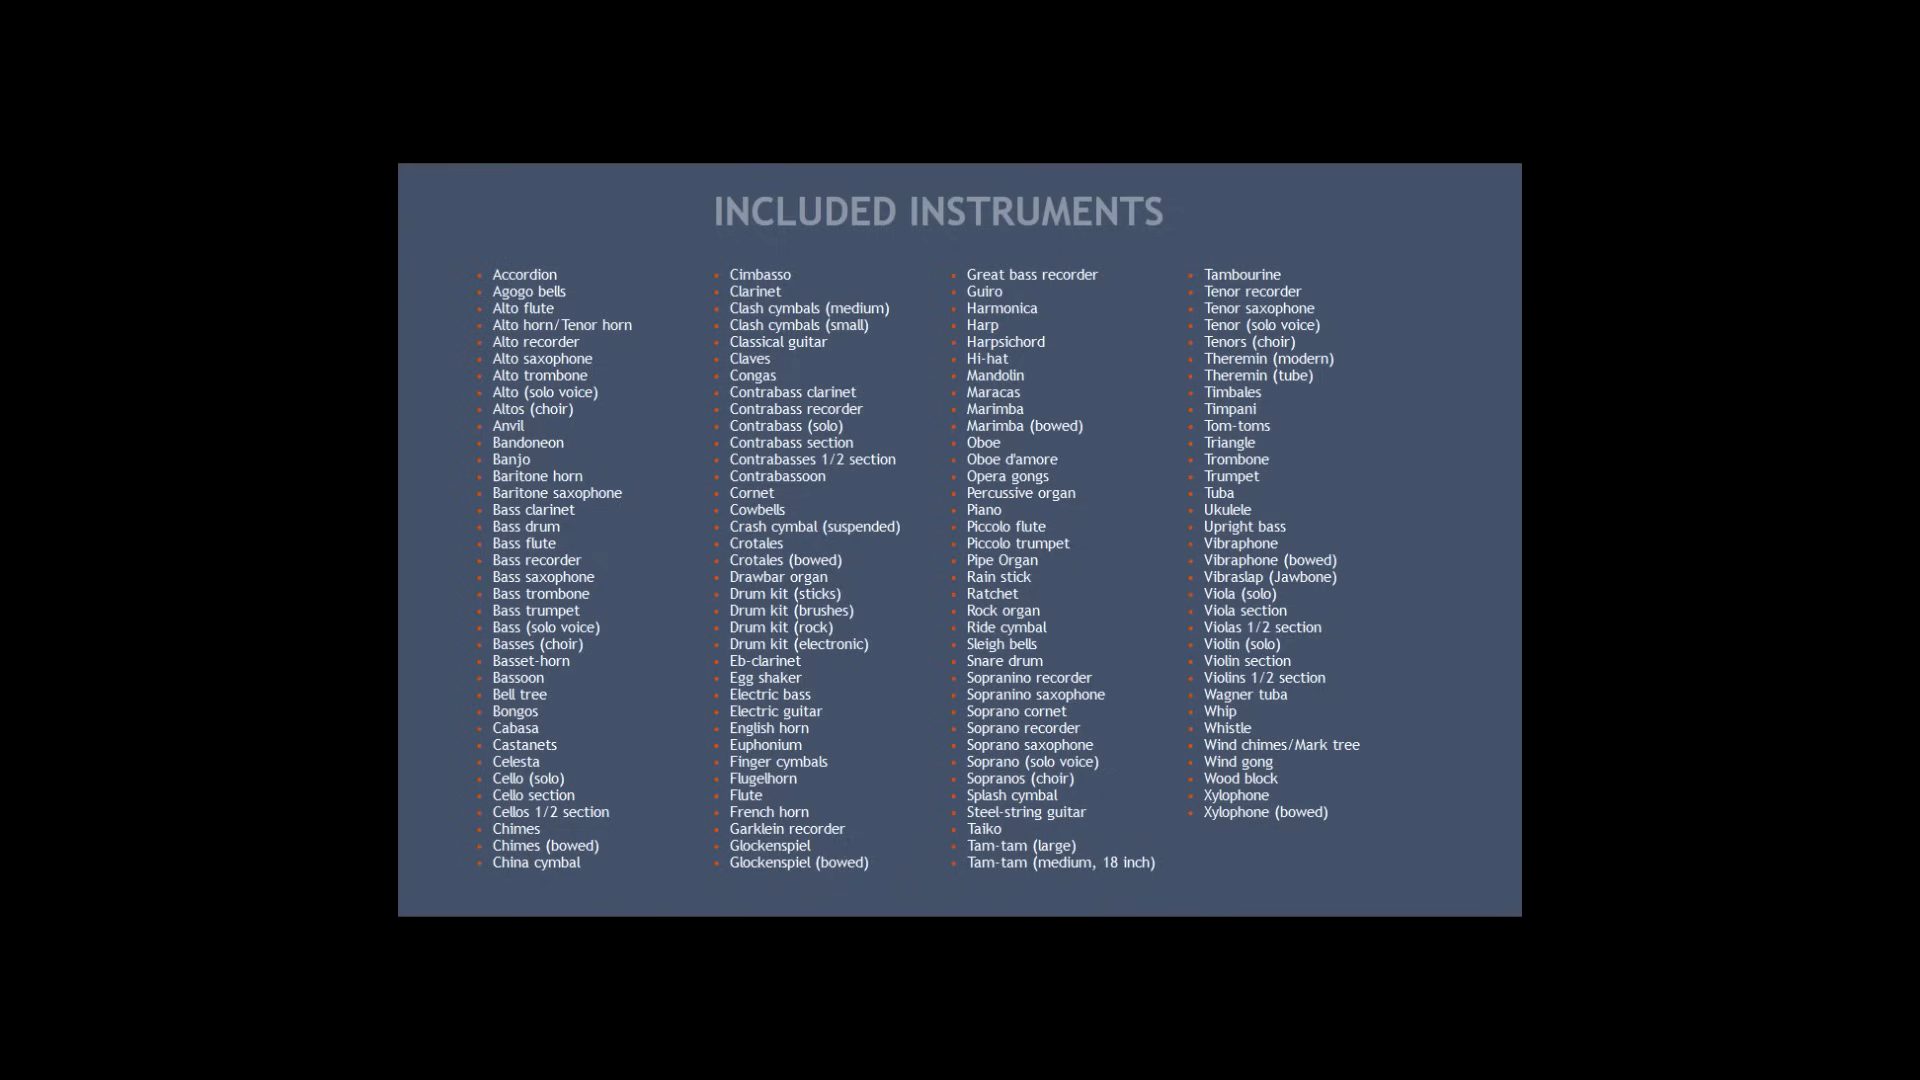 INCLUDED INSTRUMENTS
Accordion
Agogo bells
Alto flute
Alto horn/Tenor horn
Alto recorder
Alto saxophone
Alto trombone
Alto (solo voice)
Altos (choir)
Anvil
Bandoneon
Banjo
Baritone horn
Baritone saxophone
Bass clarinet
Bass drum
Bass flute
Bass recorder
Bass saxophone
Bass trombone
Bass trumpet
Bass (solo voice)
Basses (choir)
Basset-horn
Bassoon
Bell tree
Bongos
Cabasa
Castanets
Celesta
Cello (solo)
Cello section
Cellos 1/2 section
Chimes
Chimes (bowed)
China cymbal
Cimbasso
Clarinet
Clash cymbals (medium)
Clash cymbals (small)
Classical guitar
Claves
Congas
Contrabass clarinet
Contrabass recorder
Contrabass (solo)
Contrabass section
Contrabasses 1/2 section
Contrabassoon
Cornet
Cowbells
Crash cymbal (suspended)
Crotales
Crotales (bowed)
Drawbar organ
Drum kit (sticks)
Drum kit (brushes)
Drum kit (rock)
Drum kit (electronic)
Eb-clarinet
Egg shaker
Electric bass
Electric guitar
English horn
Euphonium
Finger cymbals
Flugelhorn
Flute
French horn
Garklein recorder
Glockenspiel
Glockenspiel (bowed)
Great bass recorder
Guiro
Harmonica
Harp
Harpsichord
Hi-hat
Mandolin
Maracas
Marimba
Marimba (bowed)
Oboe
Oboe d'amore
Opera gongs
Percussive organ
Piano
Piccolo flute
Piccolo trumpet
Pipe Organ
Rain stick
Ratchet
Rock organ
Ride cymbal
Sleigh bells
Snare drum
Sopranino recorder
Sopranino saxophone
Soprano cornet
Soprano recorder
Soprano saxophone
Soprano (solo voice)
Sopranos (choir)
Splash cymbal
Steel-string guitar
Taiko
Tam-tam (large)
Tam-tam (medium, 18 inch)
Tambourine
Tenor recorder
Tenor saxophone
Tenor (solo voice)
Tenors (choir)
Theremin (modern)
Theremin (tube)
Timbales
Timpani
Tom-toms
Triangle
Trombone
Trumpet
Tuba
Ukulele
Upright bass
Vibraphone
Vibraphone (bowed)
Vibraslap (Jawbone)
Viola (solo)
Viola section
Violas 1/2 section
Violin (solo)
Violin section
Violins 1/2 section
Wagner tuba
Whip
Whistle
Wind chimes/Mark tree
Wind gong
Wood block
Xylophone
Xylophone (bowed)